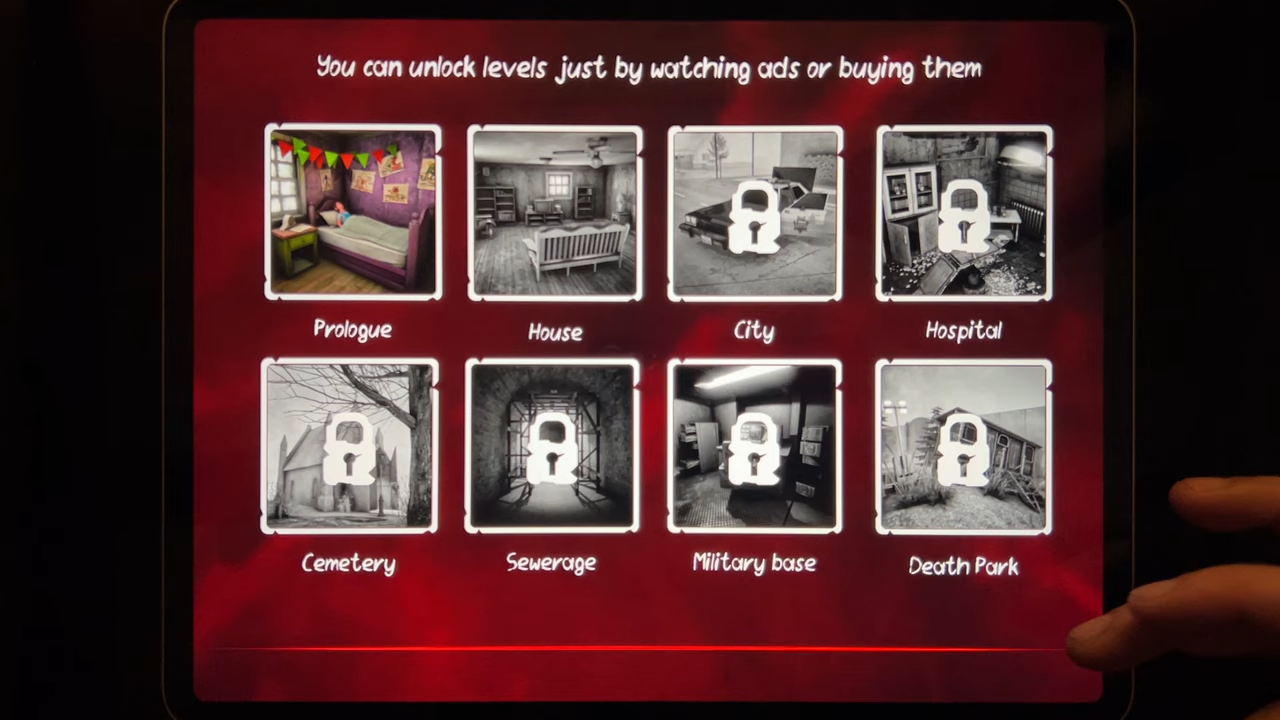 You can unlock levels just by watching ads or buying them
Prologue
House
City
Hospital
Cemetery
Sewerage
Military base
Death Park